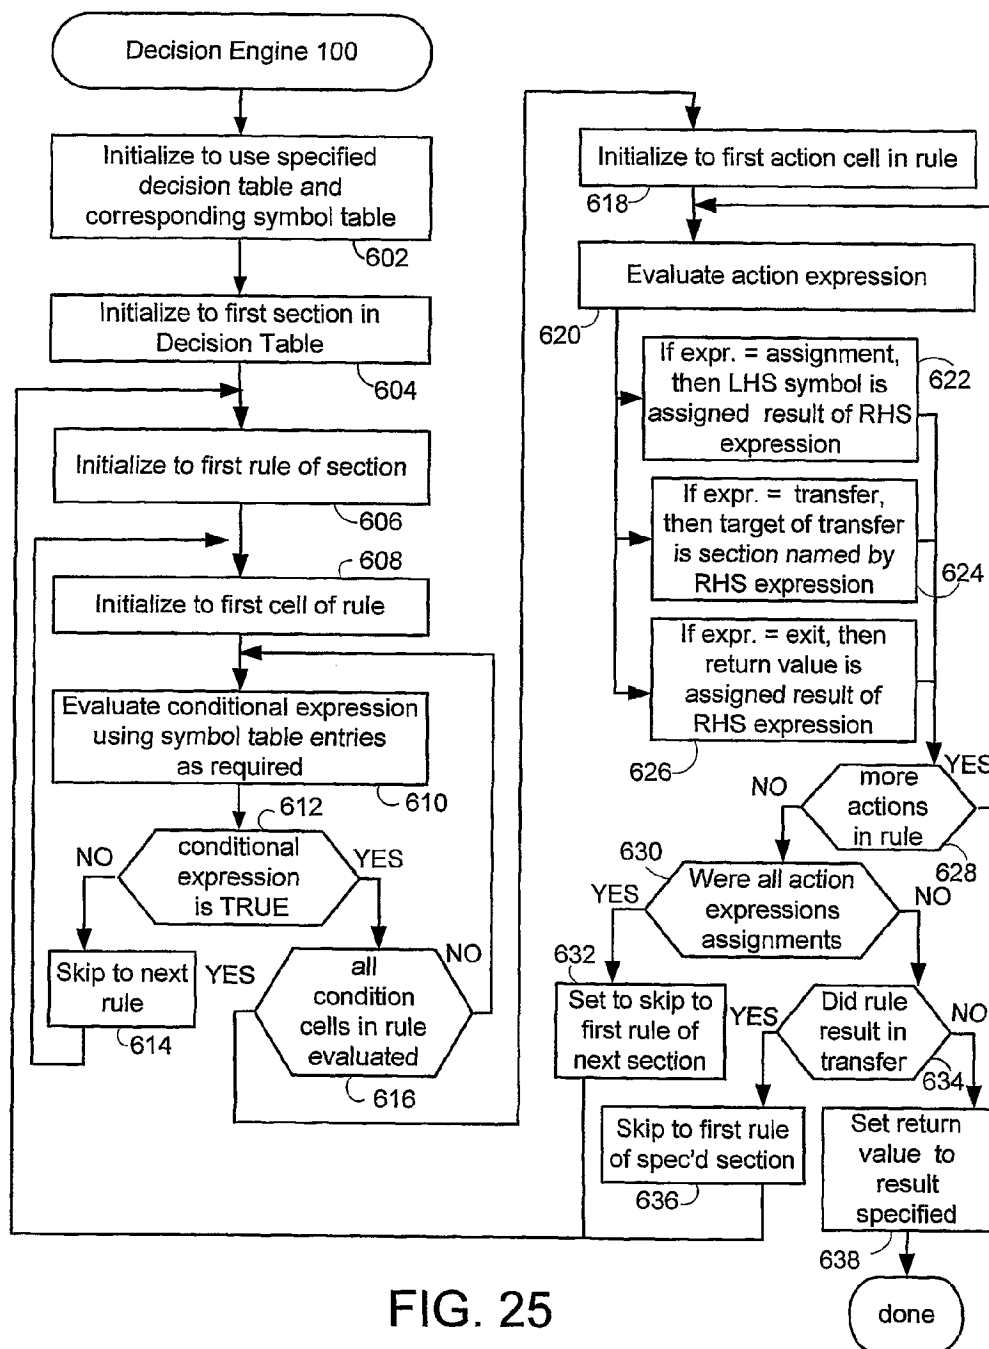 Decision Engine 100
Initialize to use specified
decision table and
corresponding symbol table
602
Initialize to first section in
Decision Table
604
Initialize to first rule of section
606
608
Initialize to first cell of rule
Evaluate conditional expression
using symbol table entries
as required
610
612
NO
conditional
expression
is TRUE
YES
Skip to next
rule
614
YES
all
condition
cells in rule
evaluated
NO
616
Initialize to first action cell in rule
618
Evaluate action expression
620
If expr. = assignment,
then LHS symbol is
assigned result of RHS
expression
622
If expr. = transfer,
then target of transfer
is section named by
RHS expression
624
If expr. = exit, then
return value is
assigned result of
RHS expression
626
NO
more
actions
in rule
YES
628
630
YES
Were all action
expressions
assignments
NO
632
Set to skip to
first rule of
next section
YES
Did rule
result in
transfer
NO
634
Skip to first rule
of spec'd section
636
Set return
value to
result
specified
638
done
FIG. 25